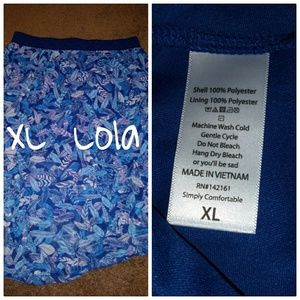 XL Lola
Shell 100% Polyester
Lining 100% Polyester
Machine Wash Cold
Gentle Cycle
Do Not Bleach
Hang Dry Bleach
or you'll be sad
MADE IN VIETNAM
RN#142161
Simply Comfortable
XL